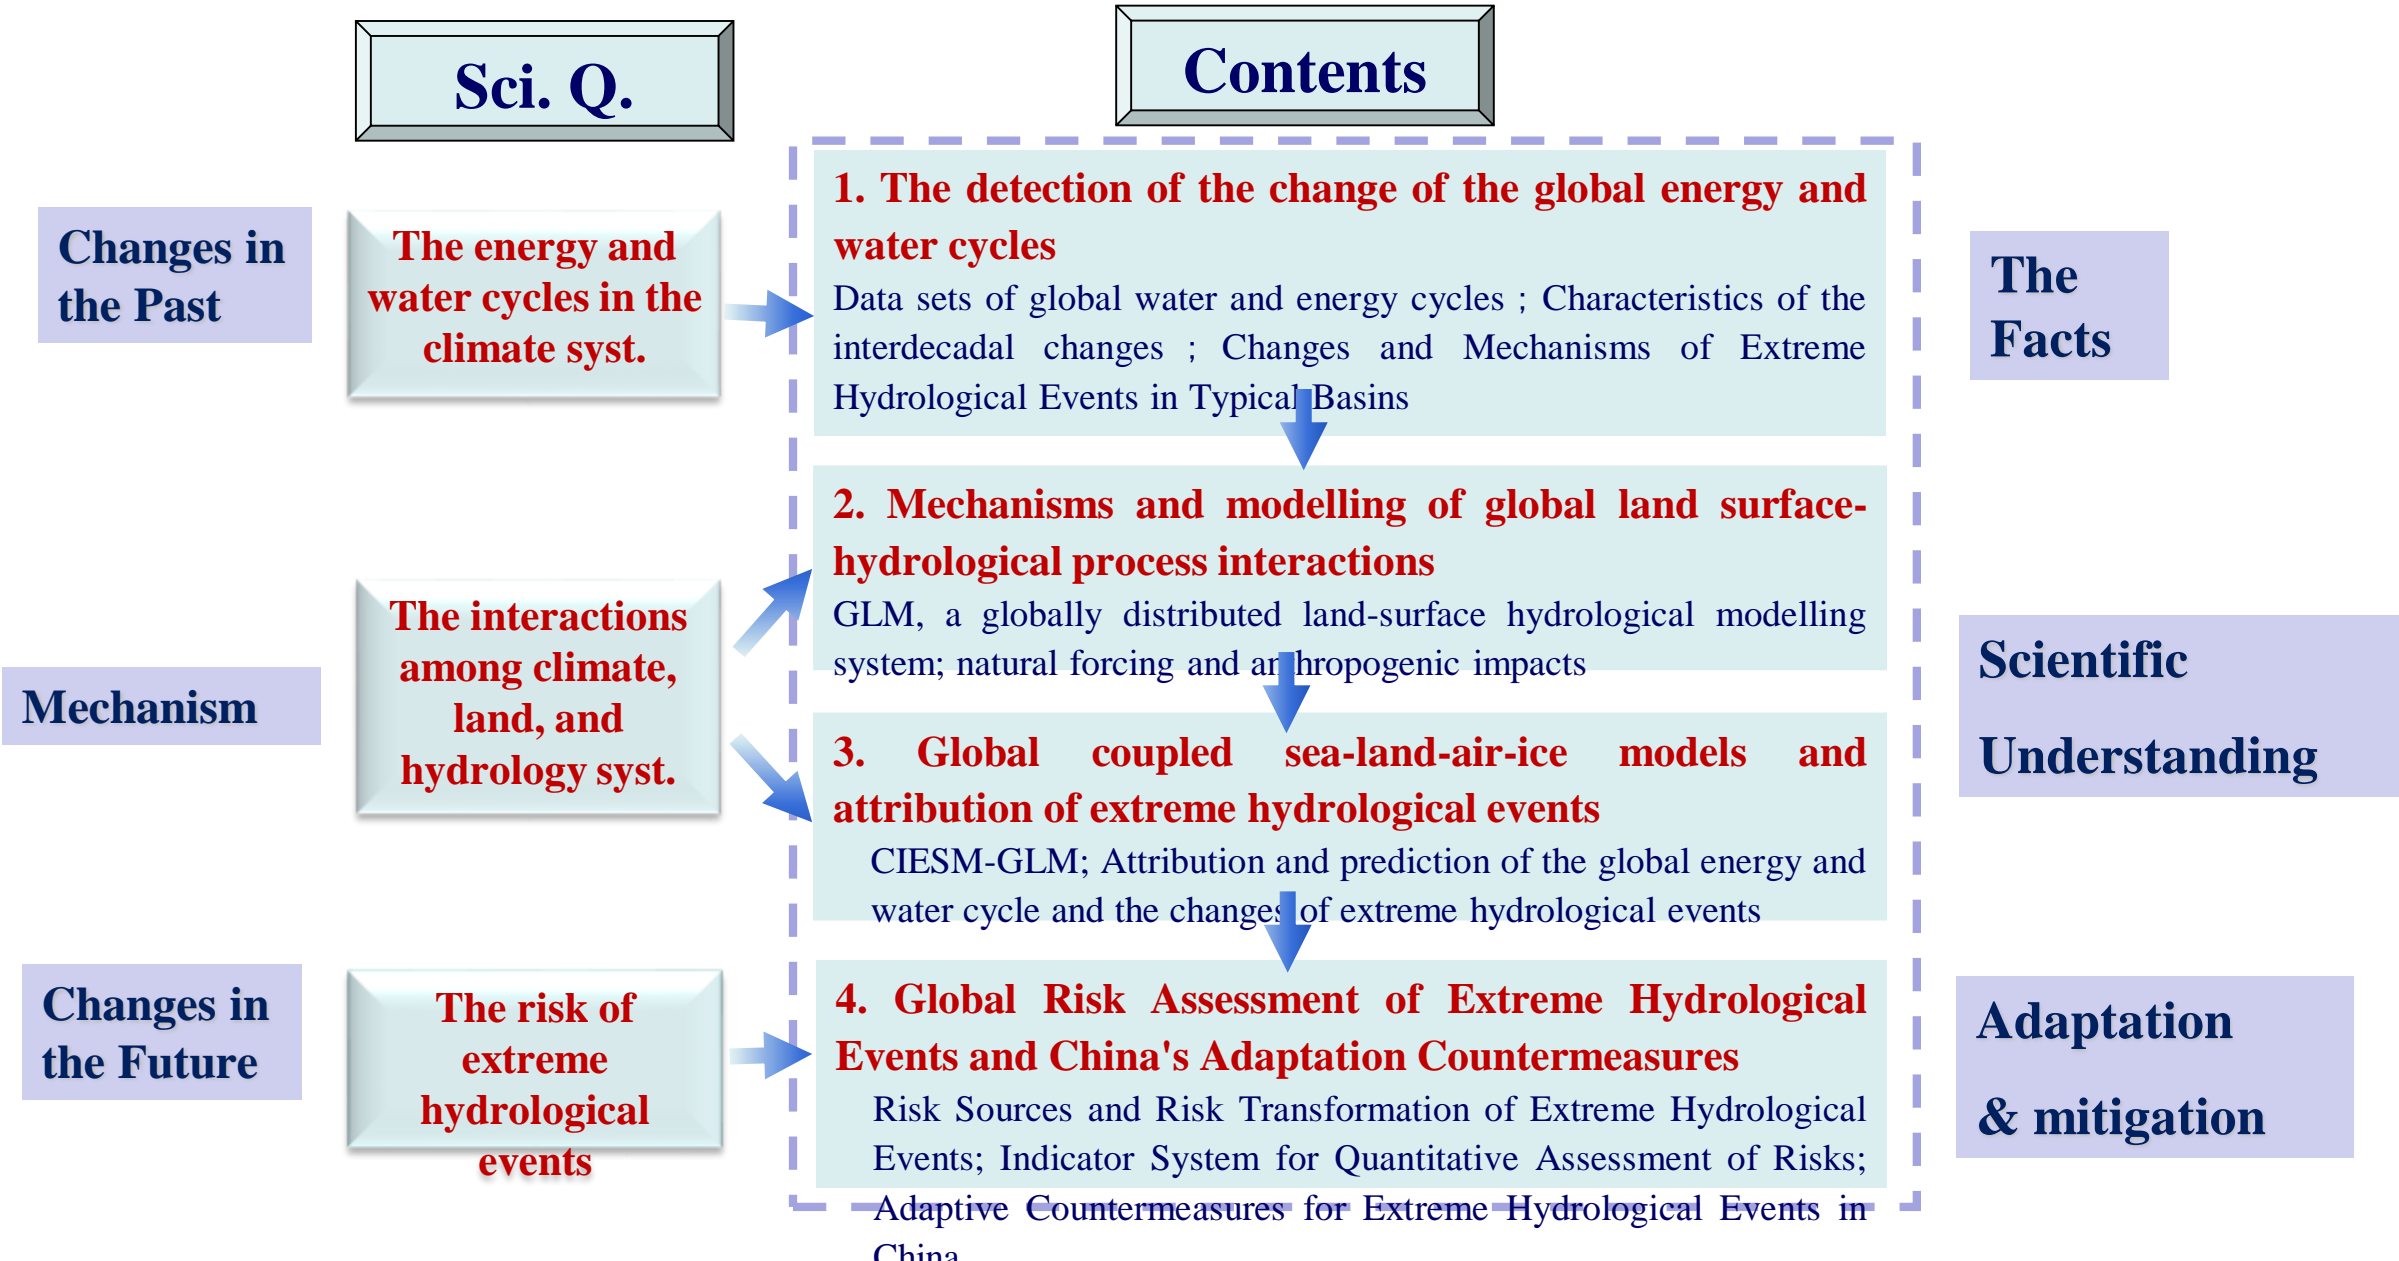 Sci. Q.
Contents
Changes in
the Past
The energy and
water cycles in the
climate syst.
1. The detection of the change of the global energy and
water cycles
Data sets of global water and energy cycles ; Characteristics of the
interdecadal changes ; Changes and Mechanisms of Extreme
Hydrological Events in Typical Basins
The
Facts
Mechanism
The interactions
among climate,
land, and
hydrology syst.
2. Mechanisms and modelling of global land surface-
hydrological process interactions
GLM, a globally distributed land-surface hydrological modelling
system; natural forcing and anthropogenic impacts
3. Global coupled sea-land-air-ice models and
attribution of extreme hydrological events
CIESM-GLM; Attribution and prediction of the global energy and
water cycle and the changes of extreme hydrological events
Scientific
Understanding
Changes in
the Future
The risk of
extreme
hydrological
events
4. Global Risk Assessment of Extreme Hydrological
Events and China's Adaptation Countermeasures
Risk Sources and Risk Transformation of Extreme Hydrological
Events; Indicator System for Quantitative Assessment of Risks;
Adaptive Countermeasures for Extreme Hydrological Events in
China
Adaptation
& mitigation